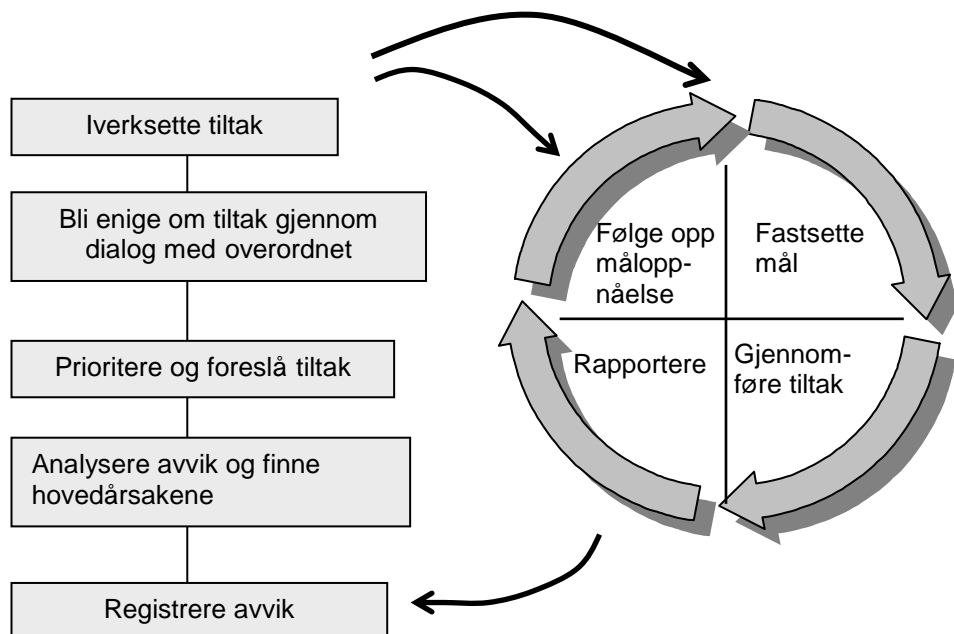 Iverksette tiltak
Bli enige om tiltak gjennom
dialog med overordnet
Prioritere og foreslå tiltak
Analysere avvik og finne
hovedårsakene
Registrere avvik
Følge opp
målopp-
nåelse
Fastsette
mål
Rapportere
Gjennom-
føre tiltak